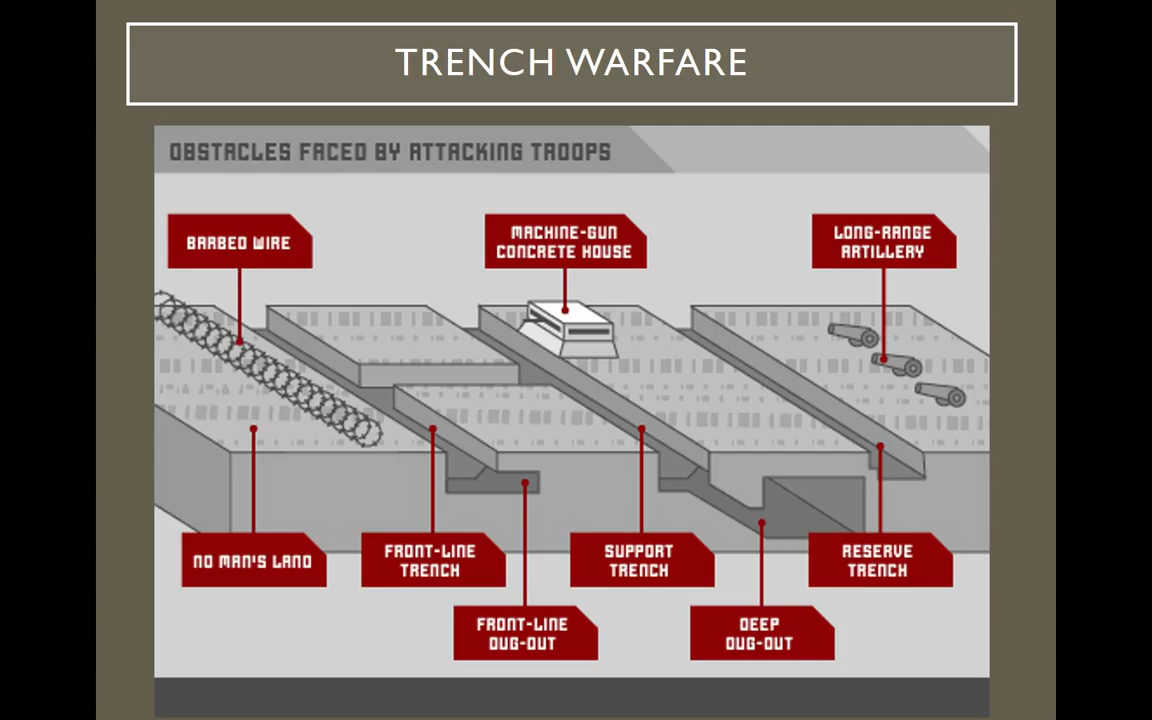 TRENCH WARFARE
OBSTACLES FACED BY ATTACKING TROOPS
BARBED WIRE
MACHINE-GUN
CONCRETE HOUSE
LONG-RANGE
ARTILLERY
NO MAN'S LAND
FRONT-LINE
TRENCH
SUPPORT
TRENCH
RESERVE
TRENCH
FRONT-LINE
DUG-OUT
DEEP
DUG-OUT